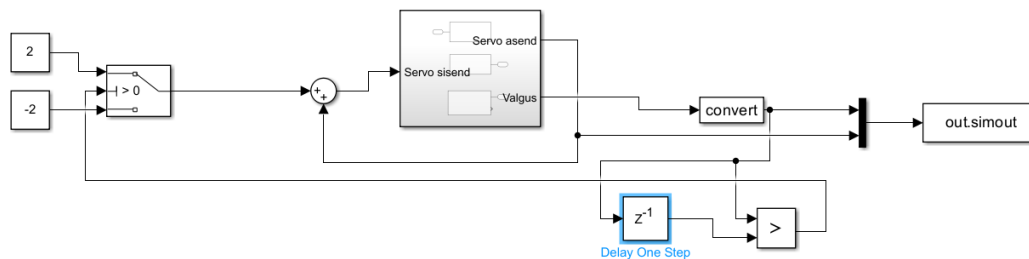 2
-2
> 0
+
+
Servo asend
Servo sisend
Valgus
convert
out.simout
Z-1
Delay One Step
>